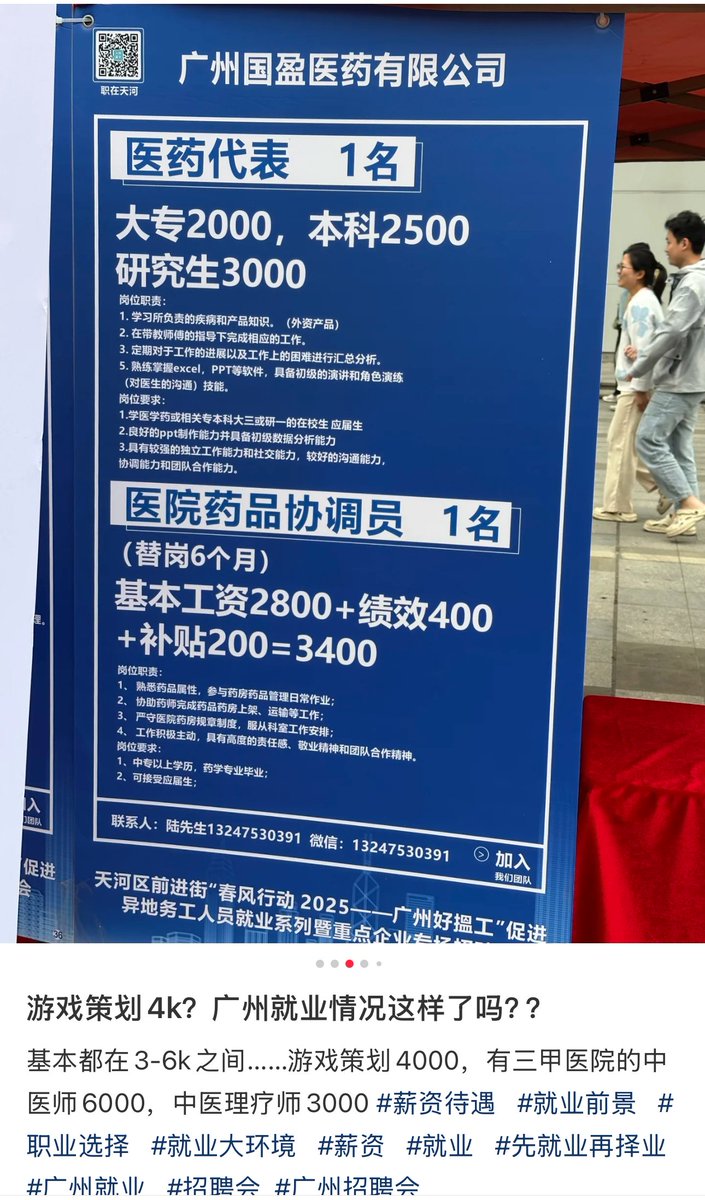 职在天河
广州国盈医药有限公司
医药代表 1名
大专2000，本科2500
研究生3000
岗位职责：
1. 学习所负责的疾病和产品知识。（外资产品）
2. 在带教师傅的指导下完成相应的工作。
3. 定期对于工作的进展以及工作上的困难进行汇总分析。
5. 熟练掌握excel，PPT等软件，具备初级的演讲和角色演练
（对医生的沟通）技能。
岗位要求：
1.学医学药或相关专本科大三或研一的在校生 应届生
2.良好的ppt制作能力并具备初级数据分析能力
3.具有较强的独立工作能力和社交能力，较好的沟通能力，
协调能力和团队合作能力。
医院药品协调员 1名
（替岗6个月）
基本工资2800+绩效400
+补贴200=3400
岗位职责：
1、 熟悉药品属性，参与药房药品管理日常作业；
2、 协助药师完成药品药房上架、运输等工作；
3、 严守医院药房规章制度，服从科室工作安排；
4、 工作积极主动，具有高度的责任感、敬业精神和团队合作精神。
岗位要求：
1、中专以上学历，药学专业毕业；
2、可接受应届生；
联系人：陆先生13247530391 微信：13247530391
加入
我们团队
天河区前进街“春风行动 2025——广州好揾工”促进
异地务工人员就业系列暨重点企业专场招聘
理。
入
们团队
促进
会
36
游戏策划4k？广州就业情况这样了吗？？
基本都在3-6k之间……游戏策划4000，有三甲医院的中
医师6000，中医理疗师3000 #薪资待遇 #就业前景 #
职业选择 #就业大环境 #薪资 #就业 #先就业再择业
#广州就业 #招聘会 #广州招聘会